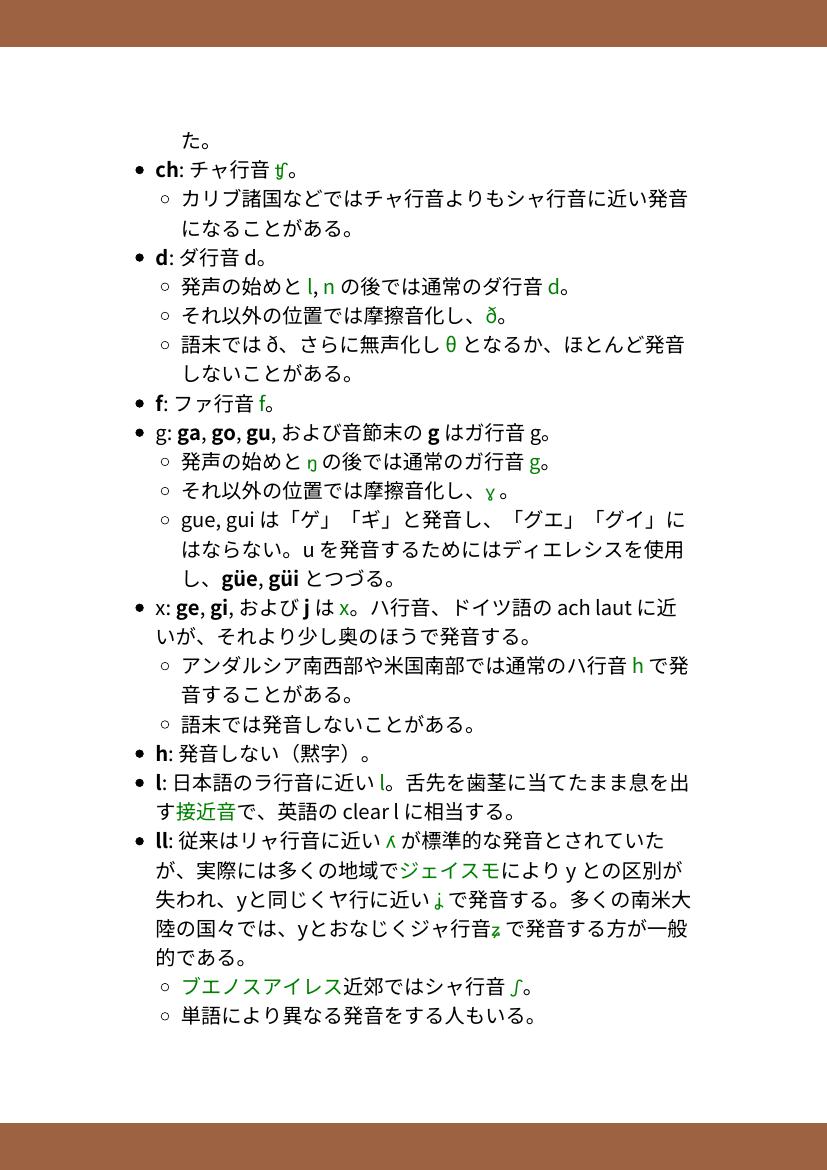 た。
• ch: チャ行音 ʧ。
○ カリブ諸国などではチャ行音よりもシャ行音に近い発音
になることがある。
• d: ダ行音 d。
○ 発声の始めと l, n の後では通常のダ行音 d。
○ それ以外の位置では摩擦音化し、ð。
○ 語末では ð、さらに無声化し θ となるか、ほとんど発音
しないことがある。
• f: ファ行音 f。
• g: ga, go, gu, および音節末の g はガ行音 g。
○ 発声の始めと ŋ の後では通常のガ行音 g。
○ それ以外の位置では摩擦音化し、ɣ 。
○ gue, gui は「ゲ」「ギ」と発音し、「グエ」「グイ」に
はならない。u を発音するためにはディエレシスを使用
し、güe, güi とつづる。
• x: ge, gi, および j は x。ハ行音、ドイツ語の ach laut に近
いが、それより少し奥のほうで発音する。
○ アンダルシア南西部や米国南部では通常のハ行音 h で発
音することがある。
○ 語末では発音しないことがある。
• h: 発音しない（黙字）。
• l: 日本語のラ行音に近い l。舌先を歯茎に当てたまま息を出
す接近音で、英語の clear l に相当する。
• ll: 従来はリャ行音に近い ʎ が標準的な発音とされていた
が、実際には多くの地域でジェイスモにより y との区別が
失われ、yと同じくヤ行に近い ʝ で発音する。多くの南米大
陸の国々では、yとおなじくジャ行音ʑ で発音する方が一般
的である。
○ ブエノスアイレス近郊ではシャ行音 ʃ。
○ 単語により異なる発音をする人もいる。